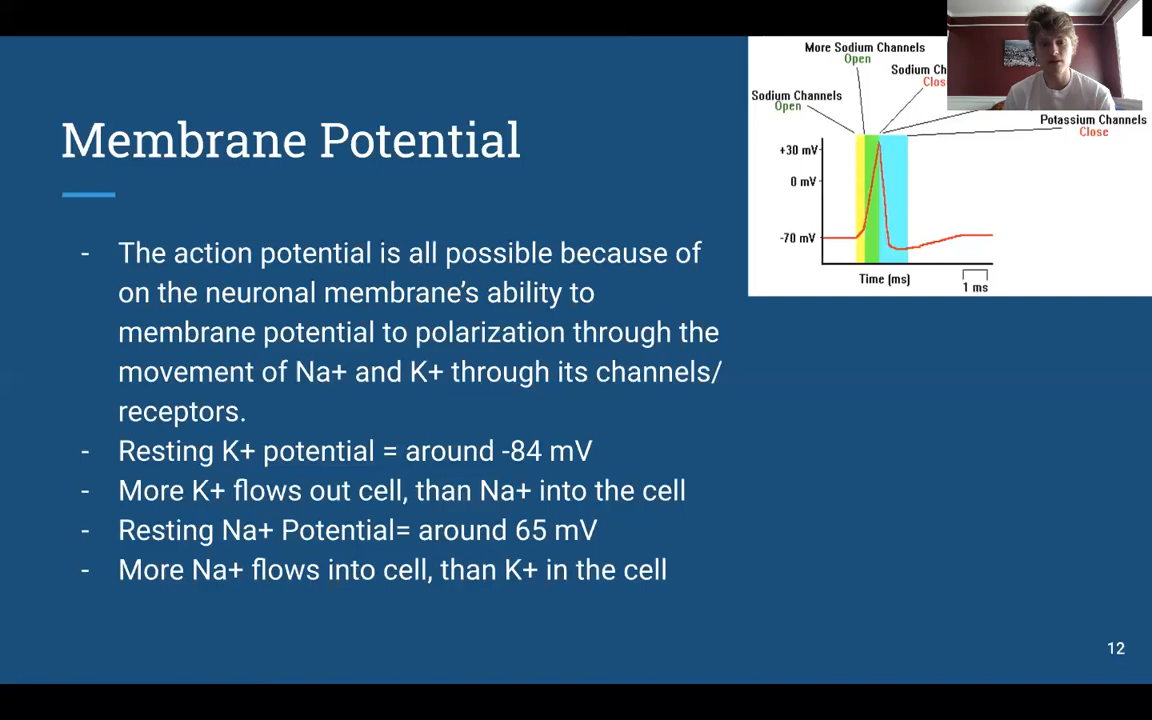 More Sodium Channels
Open
Sodium
Sodium Channels
Open
Potassium Channels
Close
+30 mV
0 mV
-70 mV
Time (ms)
1 ms
Membrane Potential
- The action potential is all possible because of
on the neuronal membrane’s ability to
membrane potential to polarization through the
movement of Na+ and K+ through its channels/
receptors.
- Resting K+ potential = around -84 mV
- More K+ flows out cell, than Na+ into the cell
- Resting Na+ Potential= around 65 mV
- More Na+ flows into cell, than K+ in the cell
12